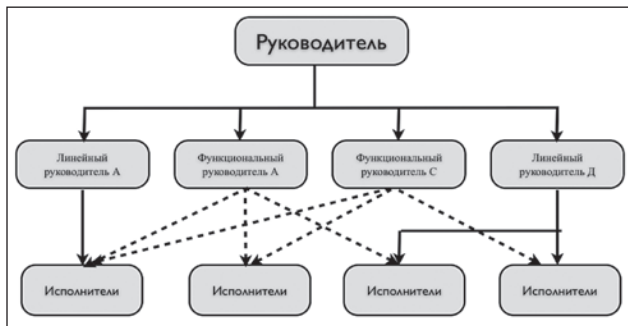 Руководитель
Линейный
руководитель А
Функциональный
руководитель А
Функциональный
руководитель С
Линейный
руководитель Д
Исполнители
Исполнители
Исполнители
Исполнители